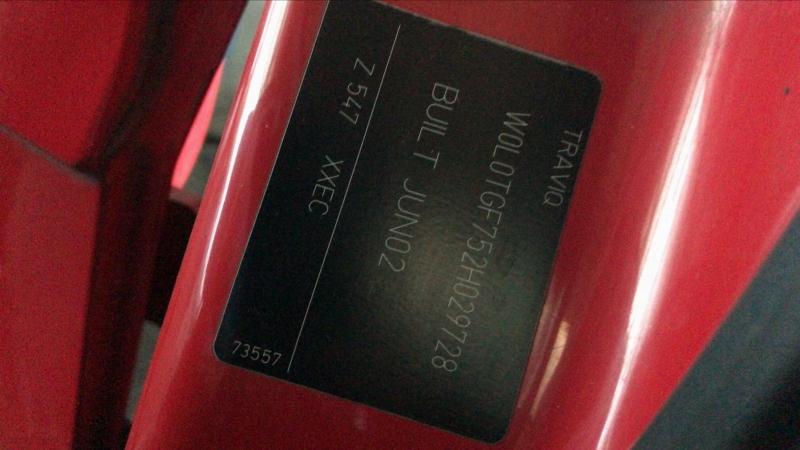 TRAVIQ
W0L0TGF752H029728
BUILT JUN02
Z 547 XXEC
73557